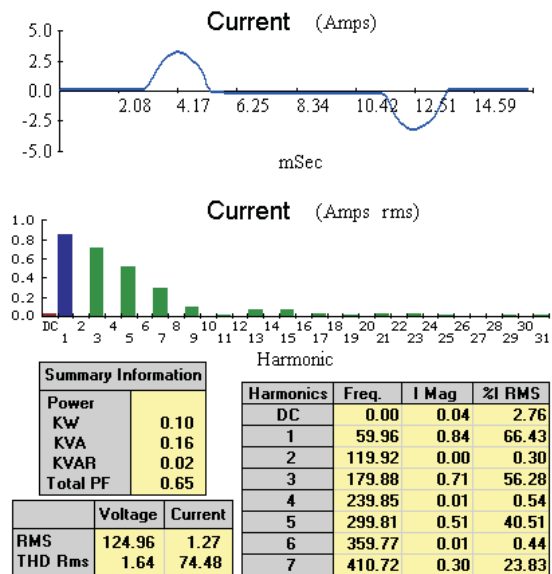 Current (Amps)
5.0
2.5
0.0
-2.5
-5.0
2.08 4.17 6.25 8.34 10.42 12.51 14.59
mSec
Current (Amps rms)
1.0
0.8
0.6
0.4
0.2
0.0
DC 2 4 6 8 10 12 14 16 18 20 22 24 26 28 30
1 3 5 7 9 11 13 15 17 19 21 23 25 27 29 31
Harmonic
Summary Information
Power
KW 0.10
KVA 0.16
KVAR 0.02
Total PF 0.65
Voltage Current
RMS 124.96 1.27
THD Rms 1.64 74.48
Harmonics Freq. I Mag %I RMS
DC 0.00 0.04 2.76
1 59.96 0.84 66.43
2 119.92 0.00 0.30
3 179.88 0.71 56.28
4 239.85 0.01 0.54
5 299.81 0.51 40.51
6 359.77 0.01 0.44
7 410.72 0.30 23.83